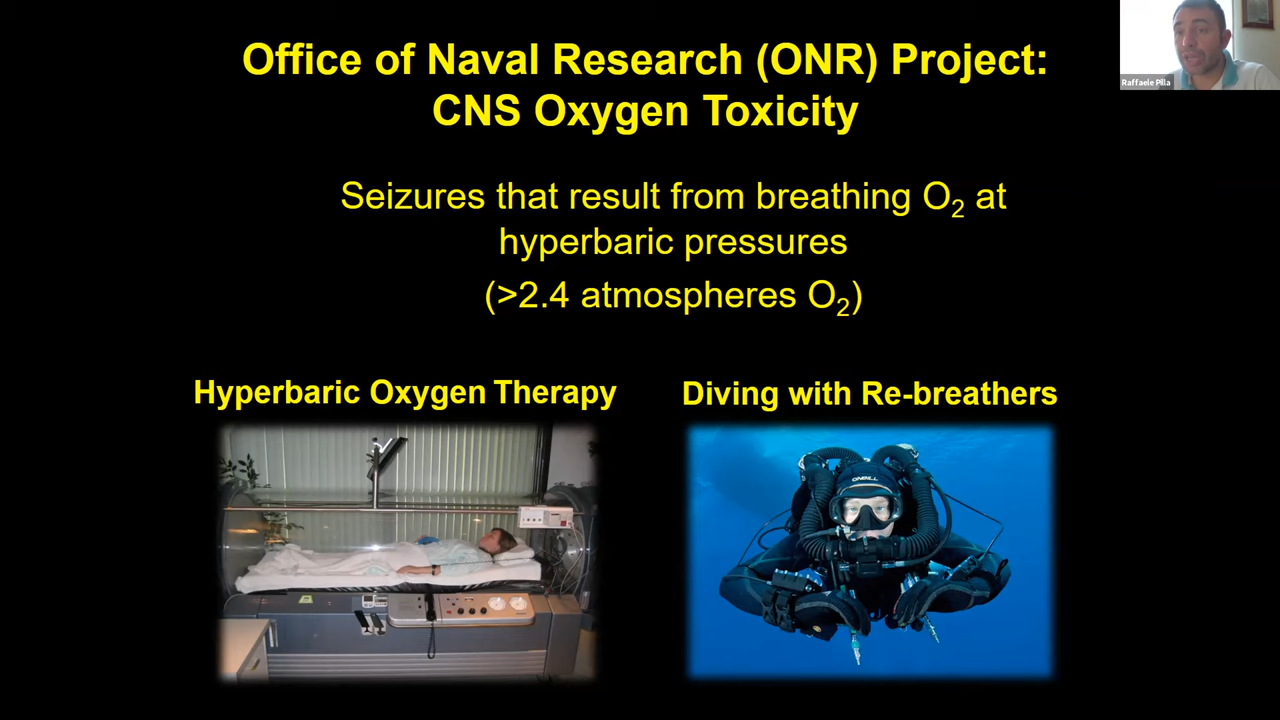 Office of Naval Research (ONR) Project:
CNS Oxygen Toxicity
Raffaele Pilla
Seizures that result from breathing O₂ at
hyperbaric pressures
(>2.4 atmospheres O₂)
Hyperbaric Oxygen Therapy
Diving with Re-breathers
O'NEILL